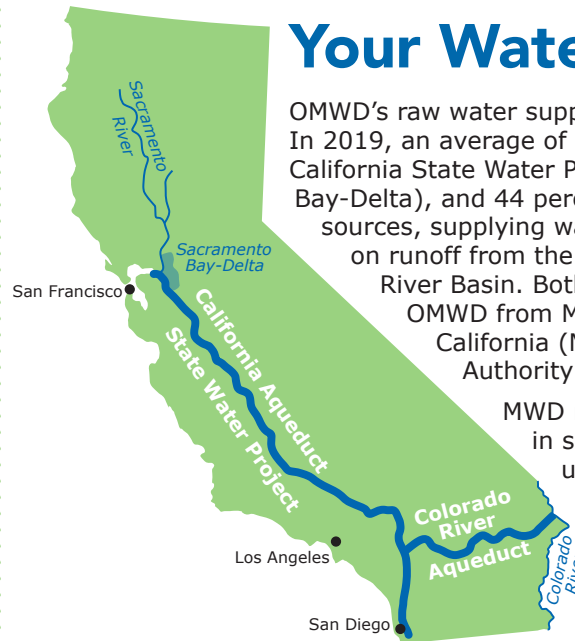 Your Wate
OMWD's raw water supp
In 2019, an average of
California State Water P
Bay-Delta), and 44 perc
sources, supplying wa
on runoff from the
River Basin. Both
OMWD from M
California (M
Authority
MWD
in s
u
Sacramento
River
Sacramento
Bay-Delta
San Francisco
California Aqueduct
State Water Project
Colorado
River
Aqueduct
Los Angeles
San Diego
Colorado
Rive